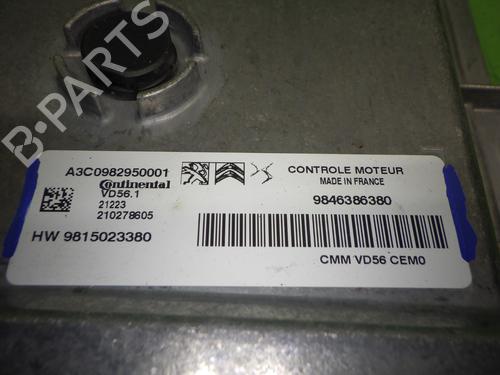 B-PARTS
A3C0982950001
Continental
VD56.1
21223
210278605
HW 9815023380
CONTROLE MOTEUR
MADE IN FRANCE
9846386380
CMM VD56 CEM0